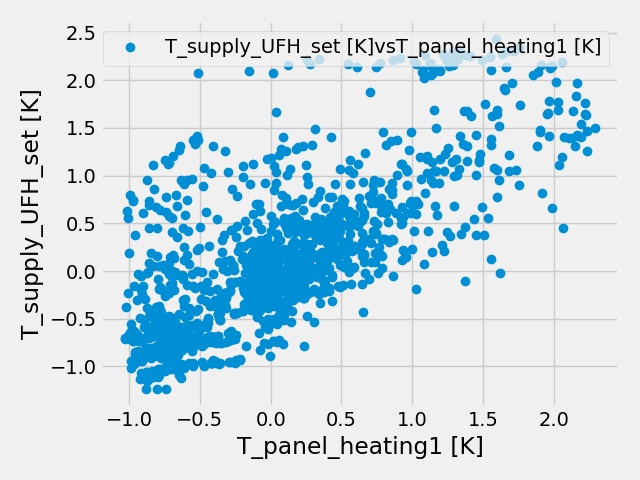 T_supply_UFH_set [K]vsT_panel_heating1 [K]
2.5
2.0
1.5
1.0
0.5
0.0
−0.5
−1.0
T_supply_UFH_set [K]
−1.0 −0.5 0.0 0.5 1.0 1.5 2.0
T_panel_heating1 [K]